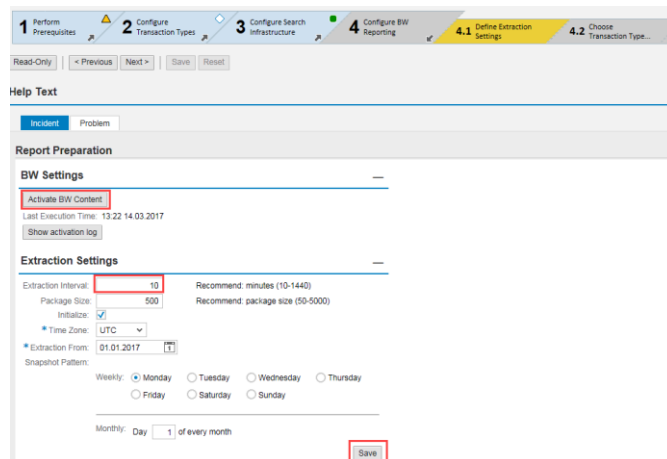 1 Perform Prerequisites
2 Configure Transaction Types
3 Configure Search Infrastructure
4 Configure BW Reporting
4.1 Define Extraction Settings
4.2 Choose Transaction Type...
Read-Only < Previous Next > Save Reset
Help Text
Incident Problem
Report Preparation
BW Settings
Activate BW Content
Last Execution Time: 13:22 14.03.2017
Show activation log
Extraction Settings
Extraction Interval: 10 Recommend: minutes (10-1440)
Package Size: 500 Recommend: package size (50-5000)
Initialize:
* Time Zone: UTC
* Extraction From: 01.01.2017
Snapshot Pattern:
Weekly: Monday Tuesday Wednesday Thursday
Friday Saturday Sunday
Monthly: Day 1 of every month
Save